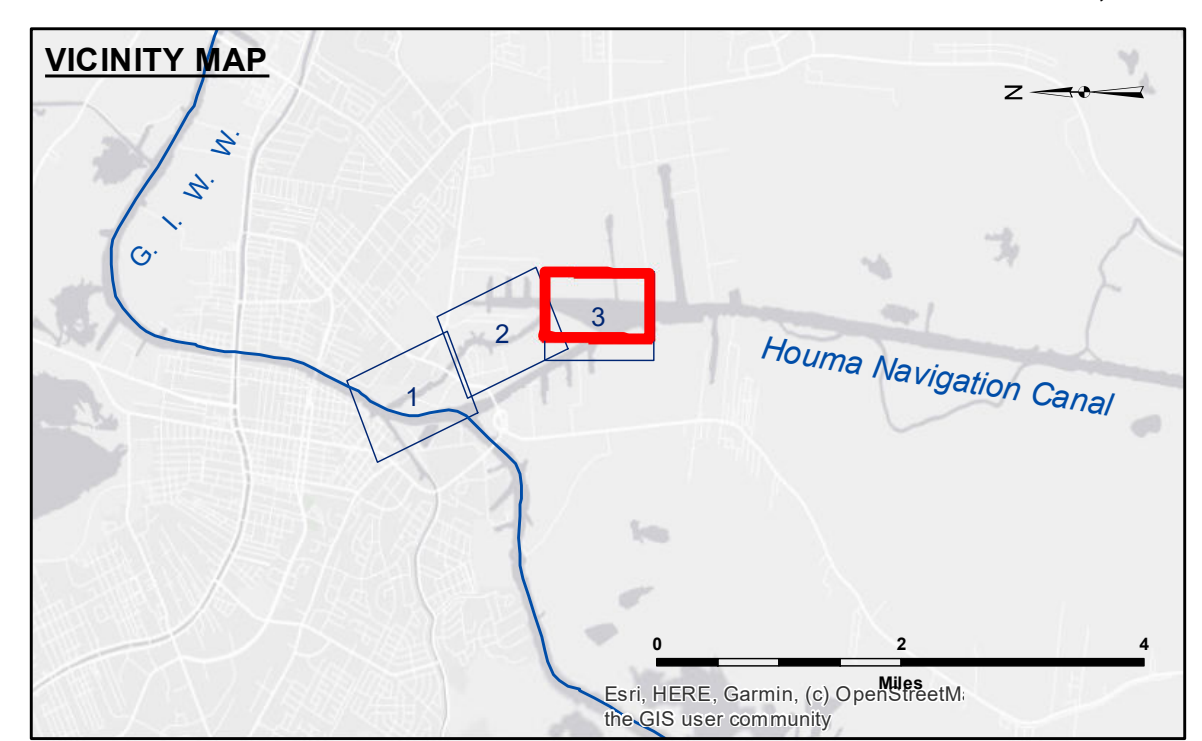 VICINITY MAP
N
G. I. W. W.
3
2
1
Houma Navigation Canal
0 2 4
Miles
Esri, HERE, Garmin, (c) OpenStreetMa
the GIS user community